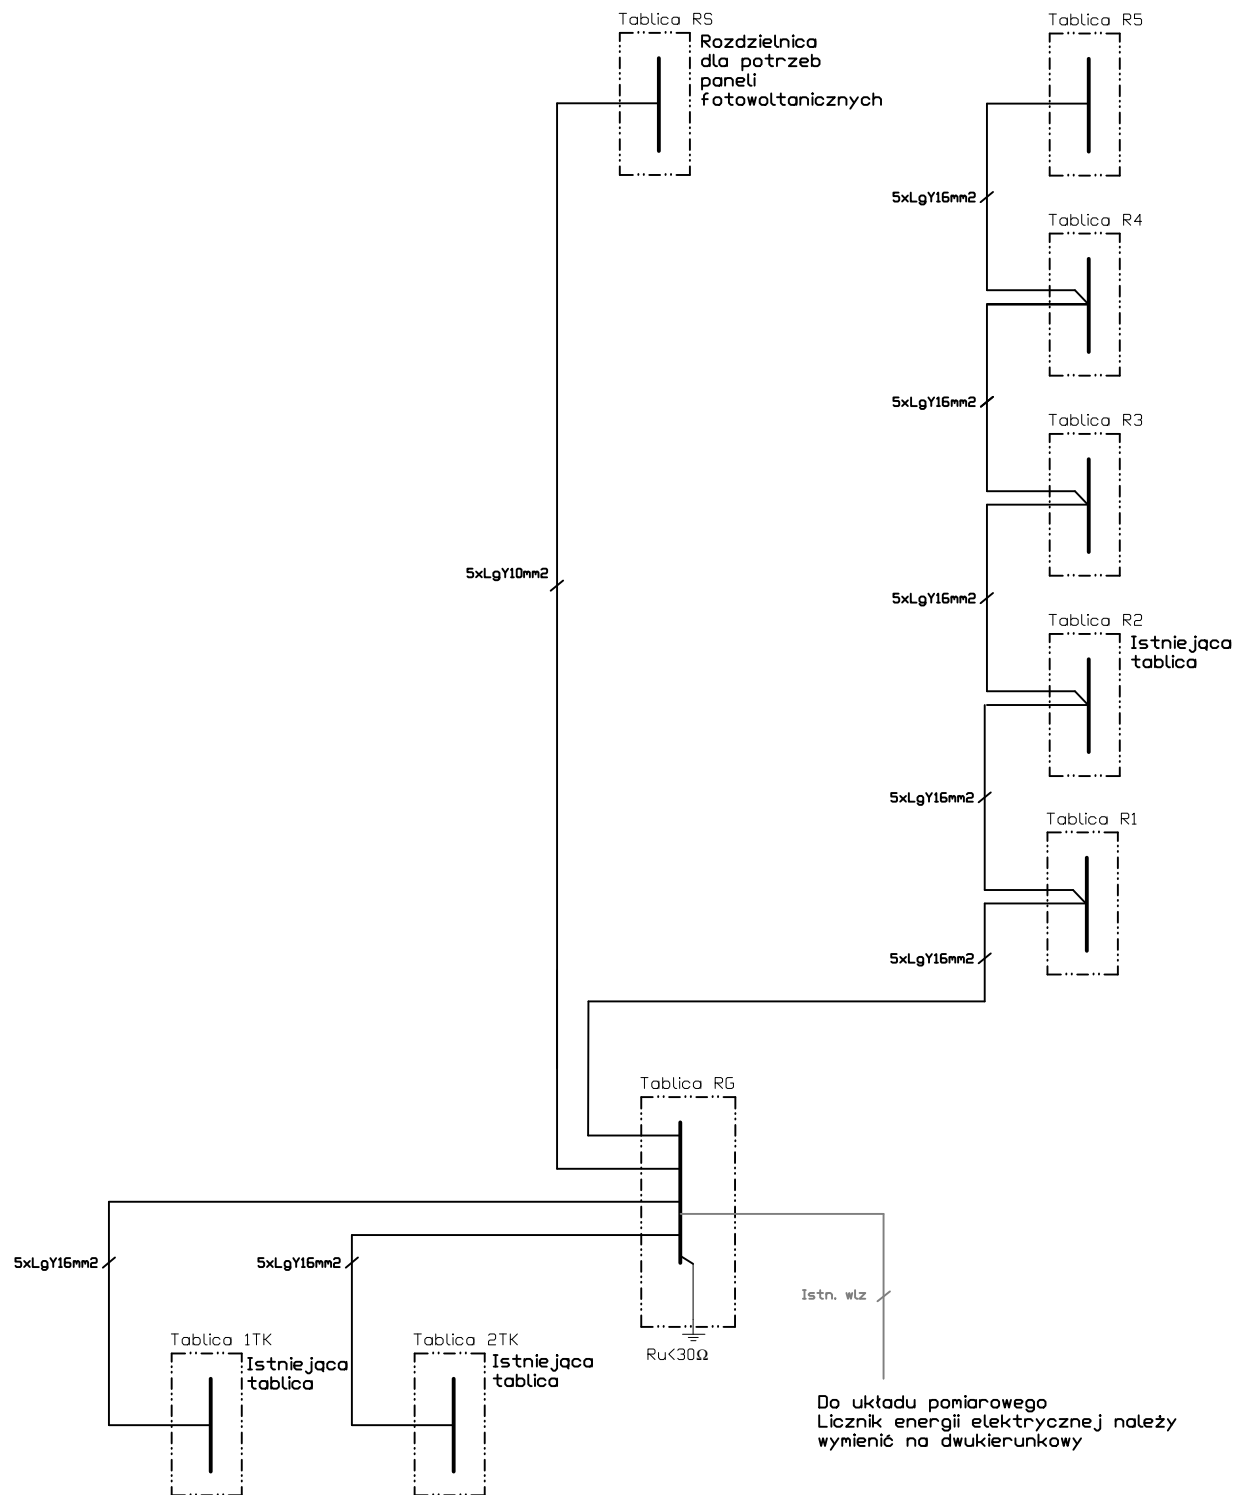 Tablica RS
Rozdzielnica
dla potrzeb
paneli
fotowoltanicznych
Tablica R5
5xLgY16mm2
Tablica R4
5xLgY16mm2
Tablica R3
5xLgY10mm2
5xLgY16mm2
Tablica R2
Istniejąca
tablica
5xLgY16mm2
Tablica R1
5xLgY16mm2
Tablica RG
5xLgY16mm2
5xLgY16mm2
Istn. wlz
Tablica 1TK
Istniejąca
tablica
Tablica 2TK
Istniejąca
tablica
Ru<30Ω
Do układu pomiarowego
Licznik energii elektrycznej należy
wymienić na dwukierunkowy